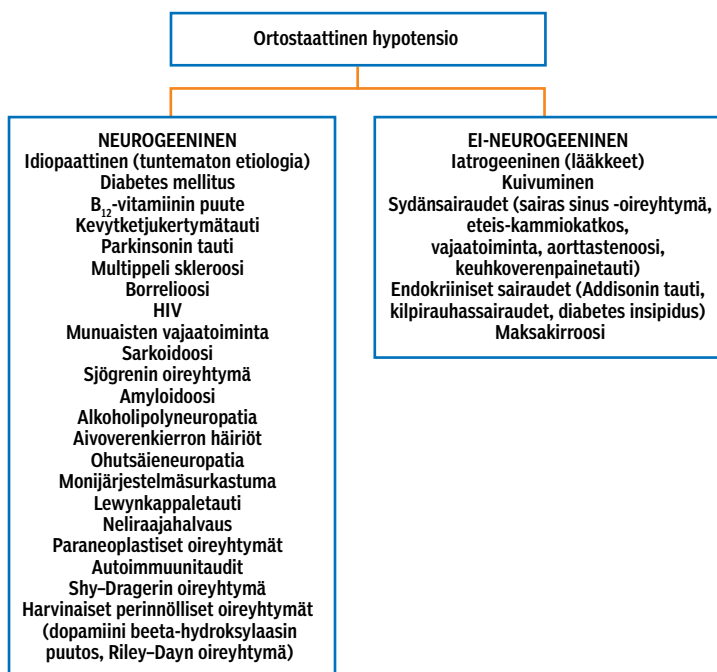 Ortostaattinen hypotensio
NEUROGEENINEN
Idiopaattinen (tuntematon etiologia)
Diabetes mellitus
B₁₂-vitamiinin puute
Kevytketjukertymätauti
Parkinsonin tauti
Multippeli skleroosi
Borrelioosi
HIV
Munuaisten vajaatoiminta
Sarkoidoosi
Sjögrenin oireyhtymä
Amyloidoosi
Alkoholipolyneuropatia
Aivoverenkierron häiriöt
Ohutsäieneuropatia
Monijärjestelmäsurkastuma
Lewynkappaletauti
Neliraajahalvaus
Paraneoplastiset oireyhtymät
Autoimmuunitaudit
Shy–Dragerin oireyhtymä
Harvinaiset perinnölliset oireyhtymät
(dopamiini beeta-hydroksylaasin
puutos, Riley–Dayn oireyhtymä)
EI-NEUROGEENINEN
Iatrogeeninen (lääkkeet)
Kuivuminen
Sydänsairaudet (sairas sinus -oireyhtymä,
eteis-kammiokatkos,
vajaatoiminta, aorttastenoosi,
keuhkoverenpainetauti)
Endokriiniset sairaudet (Addisonin tauti,
kilpirauhassairaudet, diabetes insipidus)
Maksakirroosi